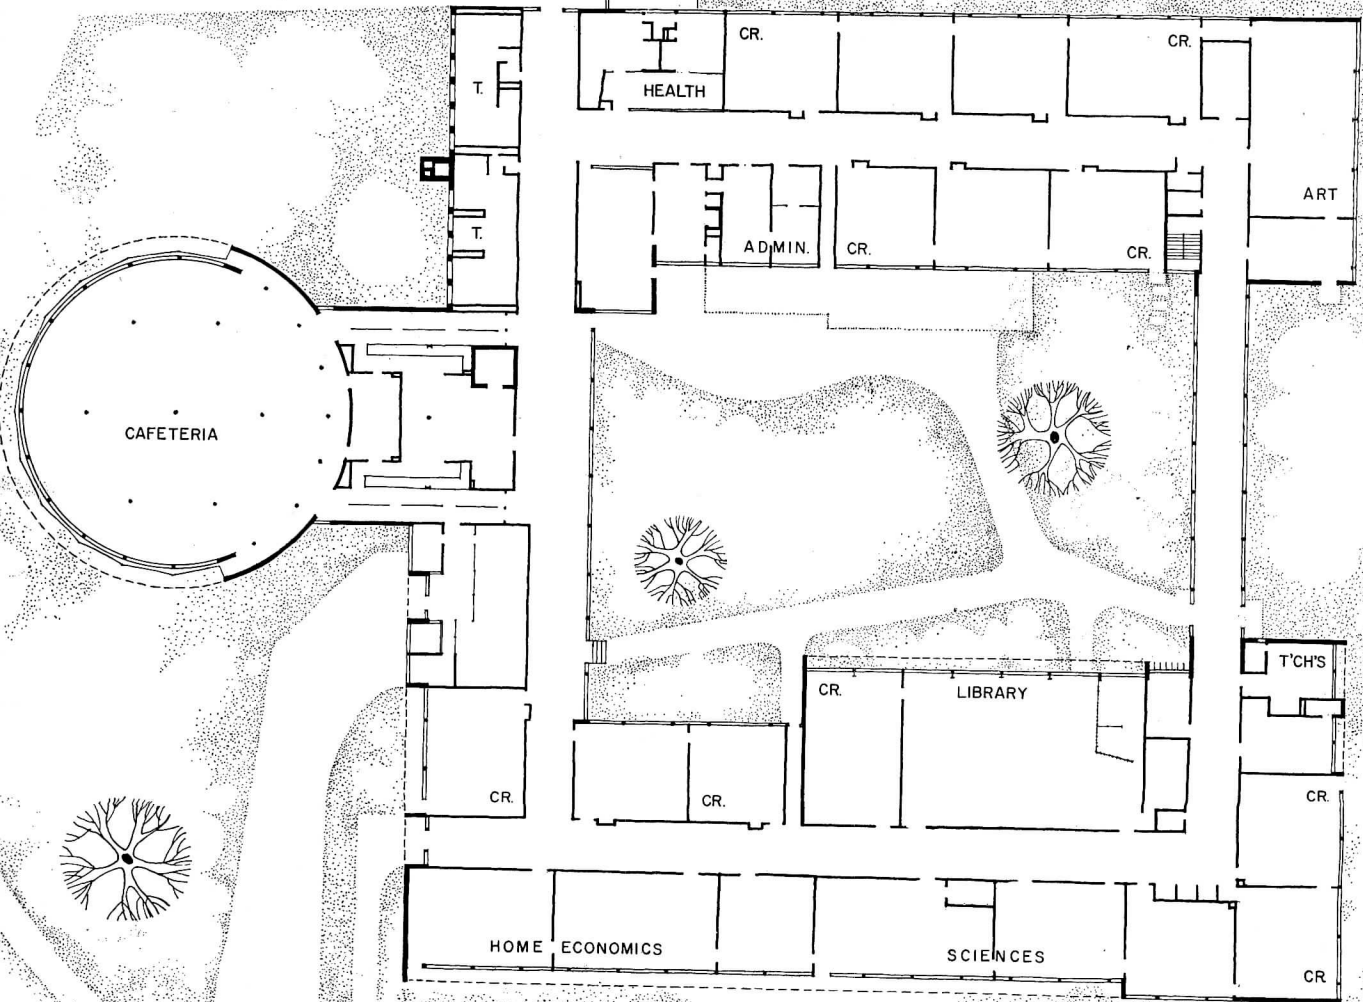 CR.
CR.
T.
HEALTH
ART
T.
ADMIN.
CR.
CR.
CAFETERIA
T'CH'S
CR.
LIBRARY
CR.
CR.
CR.
HOME ECONOMICS
SCIENCES
CR.